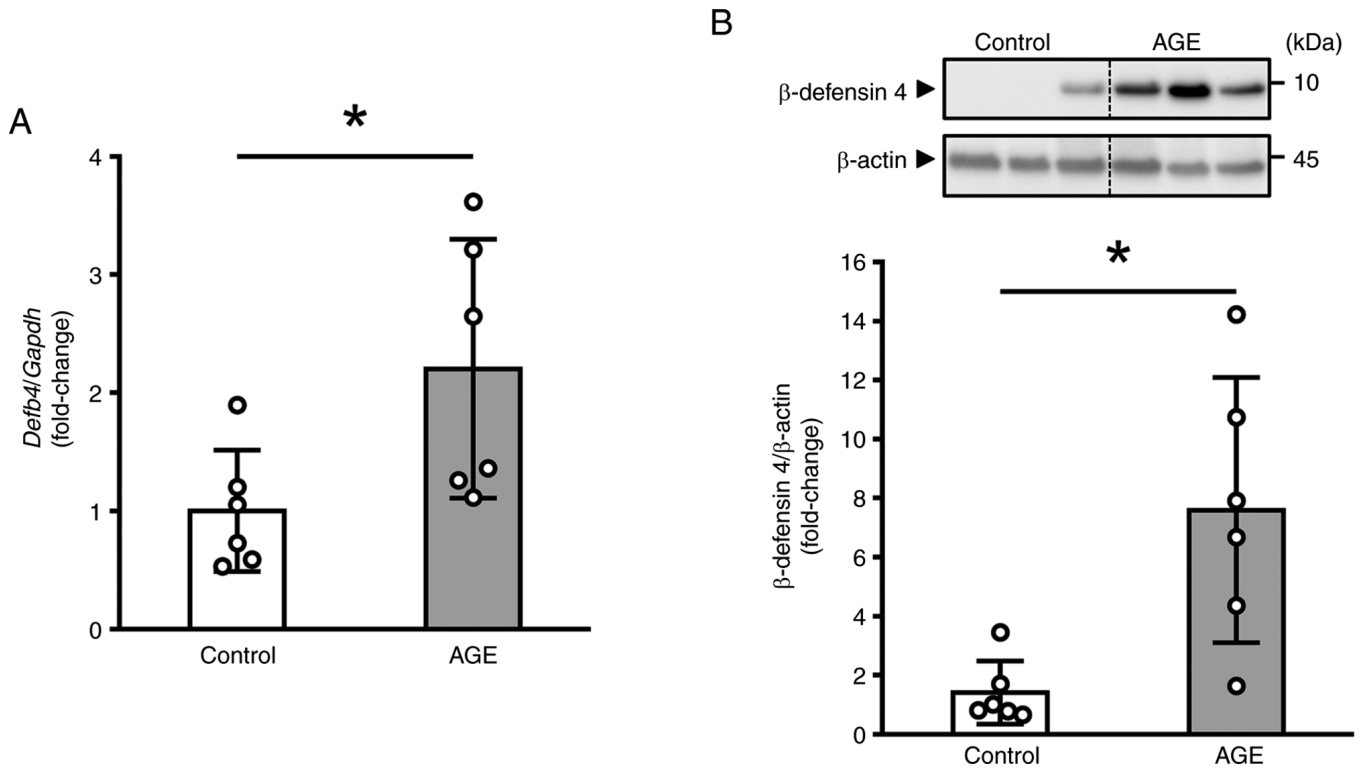 A
*
4
3
2
1
0
Defb4/Gapdh
(fold-change)
Control AGE
B
Control AGE (kDa)
β-defensin 4 10
β-actin 45
*
16
14
12
10
8
6
4
2
0
β-defensin 4/β-actin
(fold-change)
Control AGE